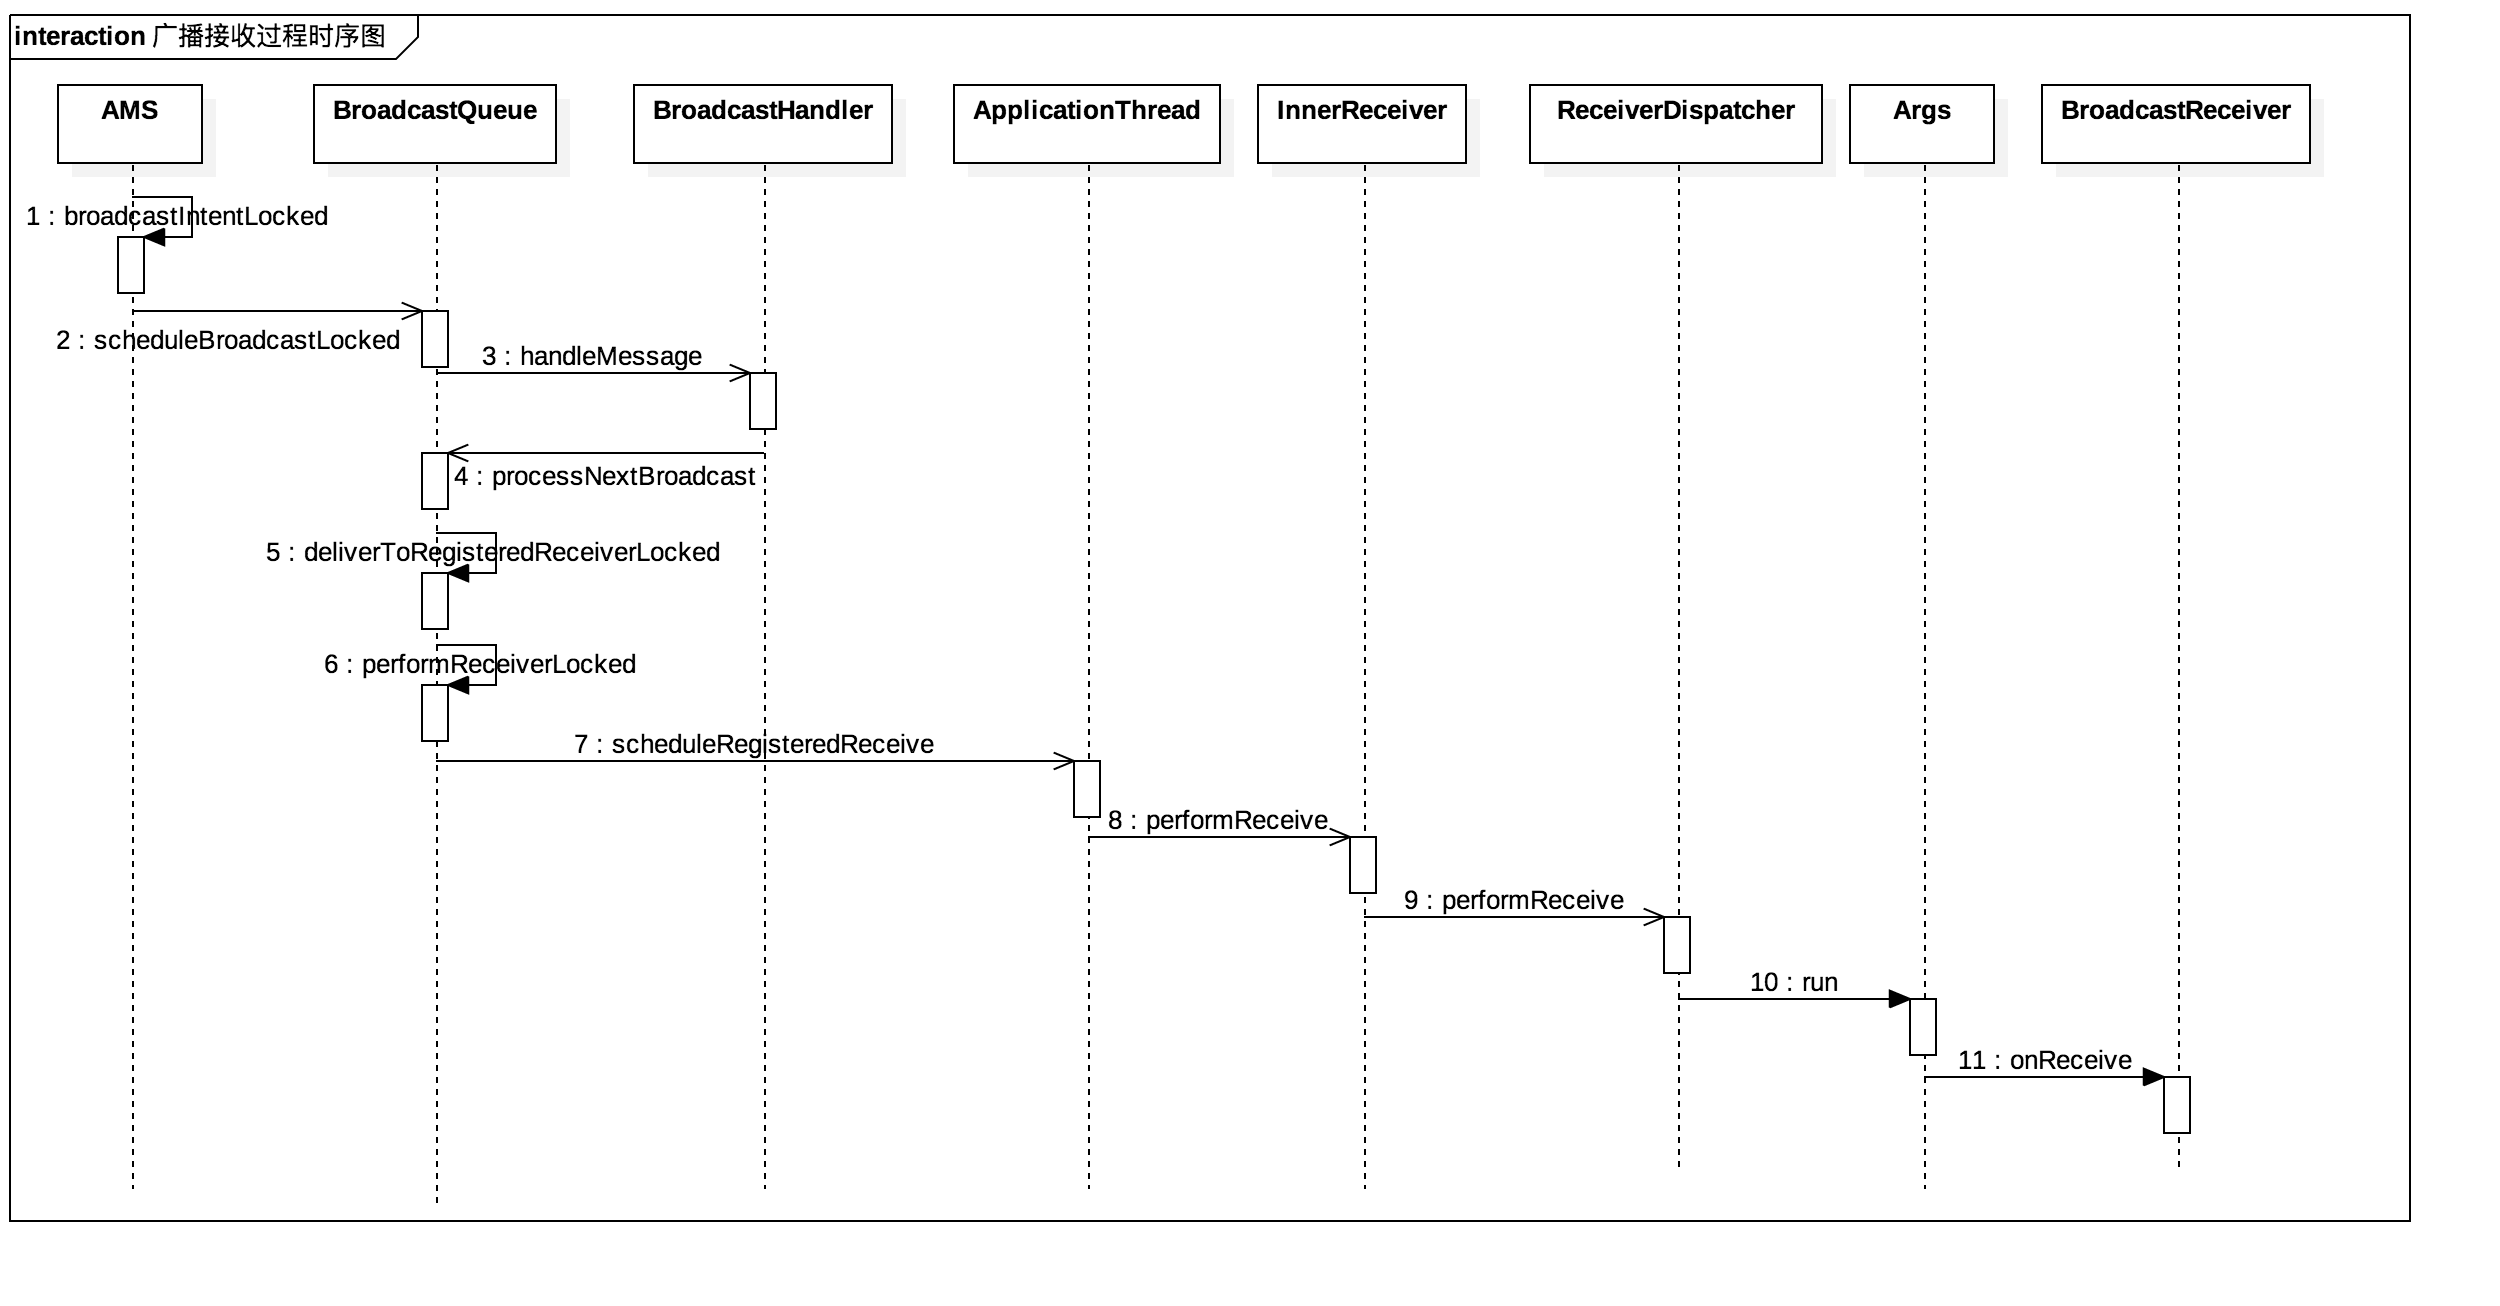 interaction 广播接收过程时序图
AMS
BroadcastQueue
BroadcastHandler
ApplicationThread
InnerReceiver
ReceiverDispatcher
Args
BroadcastReceiver
1 : broadcastIntentLocked
2 : scheduleBroadcastLocked
3 : handleMessage
4 : processNextBroadcast
5 : deliverToRegisteredReceiverLocked
6 : performReceiverLocked
7 : scheduleRegisteredReceive
8 : performReceive
9 : performReceive
10 : run
11 : onReceive